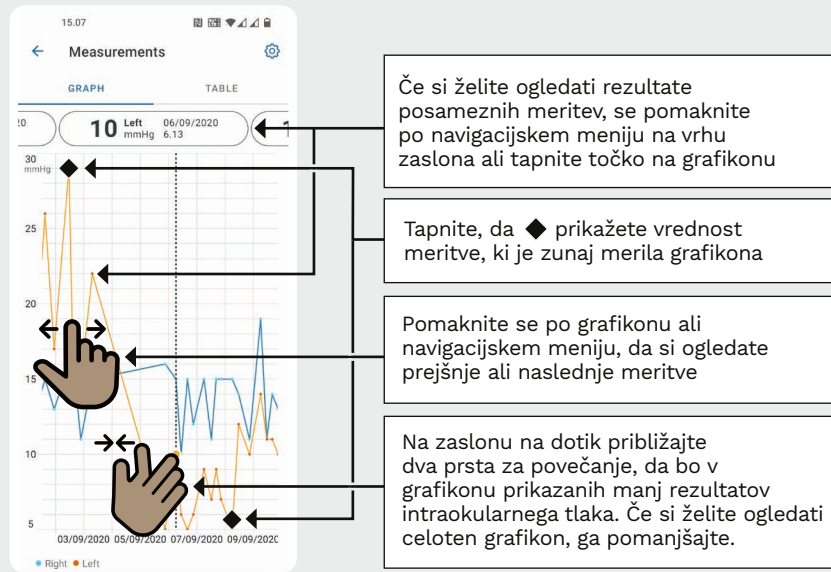 15.07
Measurements
GRAPH
TABLE
10 Left 06/09/2020
mmHg 6.13
30
mmHg
25
20
15
10
5
03/09/2020 05/09/2020 07/09/2020 09/09/202
Right Left
Če si želite ogledati rezultate
posameznih meritev, se pomaknite
po navigacijskem meniju na vrhu
zaslona ali tapnite točko na grafikonu
Tapnite, da ◆ prikažete vrednost
meritve, ki je zunaj merila grafikona
Pomaknite se po grafikonu ali
navigacijskem meniju, da si ogledate
prejšnje ali naslednje meritve
Na zaslonu na dotik približajte
dva prsta za povečanje, da bo v
grafikonu prikazanih manj rezultatov
intraokularnega tlaka. Če si želite ogledati
celoten grafikon, ga pomanjšajte.